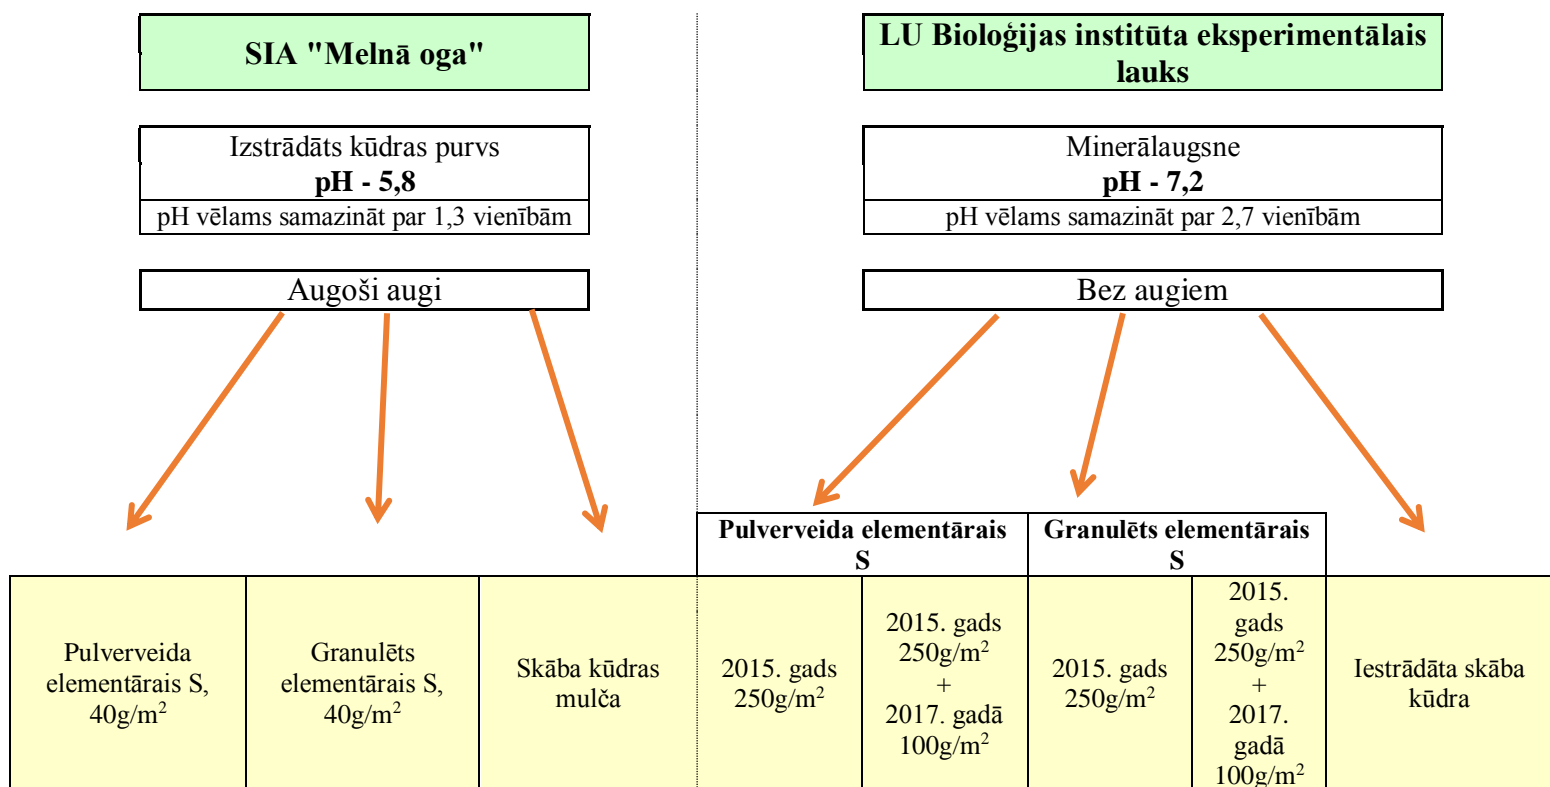 SIA "Melnā oga"
LU Bioloģijas institūta eksperimentālais
lauks
Izstrādāts kūdras purvs
pH - 5,8
pH vēlams samazināt par 1,3 vienībām
Minerālaugsne
pH - 7,2
pH vēlams samazināt par 2,7 vienībām
Augoši augi
Bez augiem
Pulverveida elementārais
S
Granulēts elementārais
S
Pulverveida
elementārais S,
40g/m²
Granulēts
elementārais S,
40g/m²
Skāba kūdras
mulča
2015. gads
250g/m²
2015. gads
250g/m²
+
2017. gadā
100g/m²
2015. gads
250g/m²
2015.
gads
250g/m²
+
2017.
gadā
100g/m²
Iestrādāta skāba
kūdra